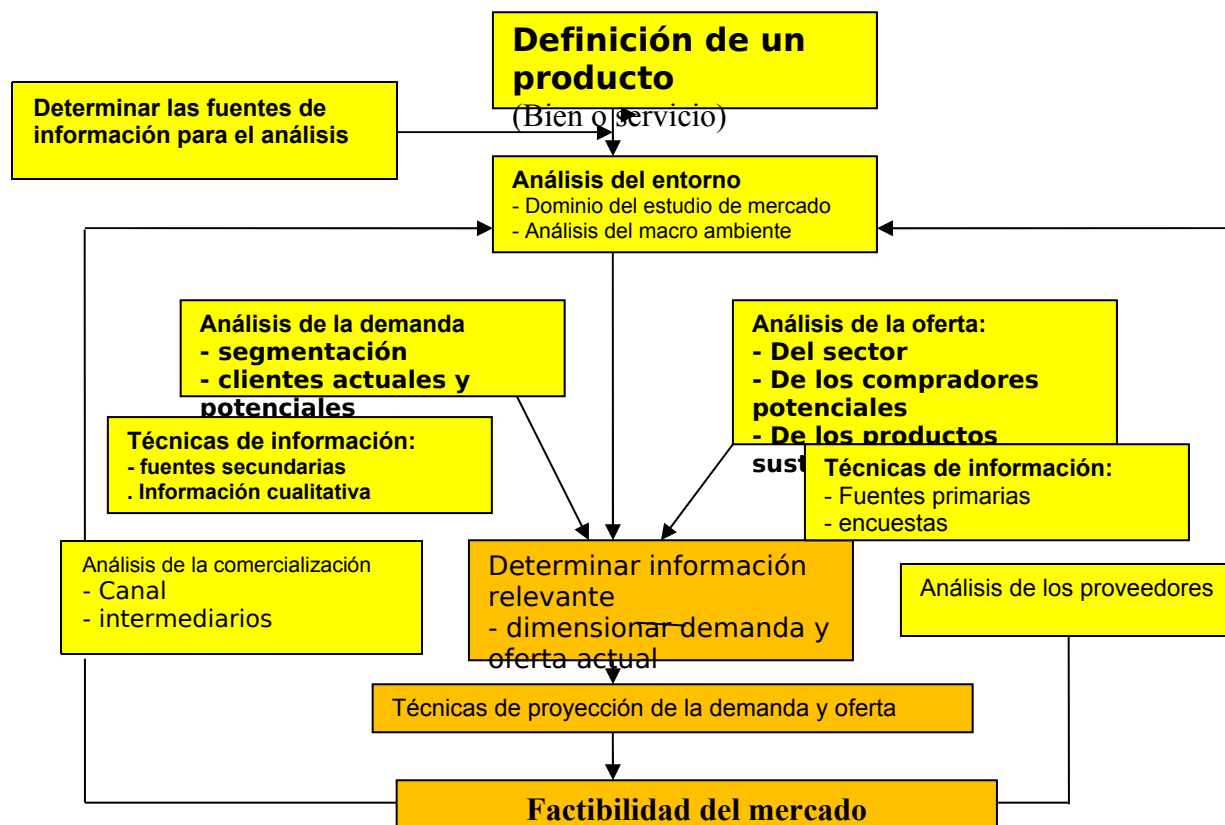 Definición de un
producto
(Bien o servicio)
Determinar las fuentes de
información para el análisis
Análisis del entorno
- Dominio del estudio de mercado
- Análisis del macro ambiente
Análisis de la demanda
- segmentación
- clientes actuales y
potenciales
Análisis de la oferta:
- Del sector
- De los compradores
potenciales
- De los productos
Técnicas de información:
- fuentes secundarias
. Información cualitativa
Técnicas de información:
- Fuentes primarias
- encuestas
Análisis de la comercialización
- Canal
- intermediarios
Determinar información
relevante
- dimensionar demanda y
oferta actual
Análisis de los proveedores
Técnicas de proyección de la demanda y oferta
Factibilidad del mercado